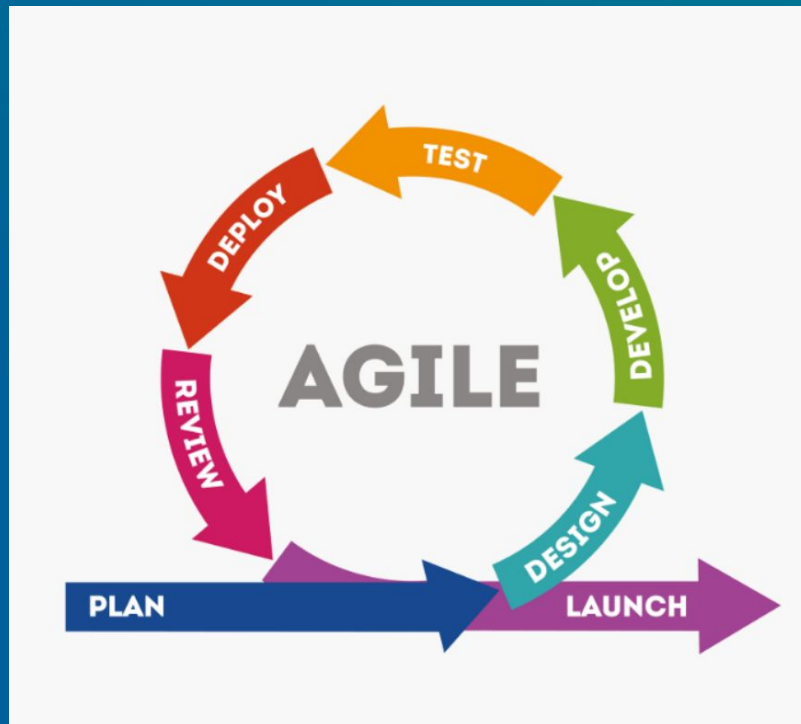 TEST
DEPLOY
DEVELOP
AGILE
REVIEW
DESIGN
PLAN
LAUNCH